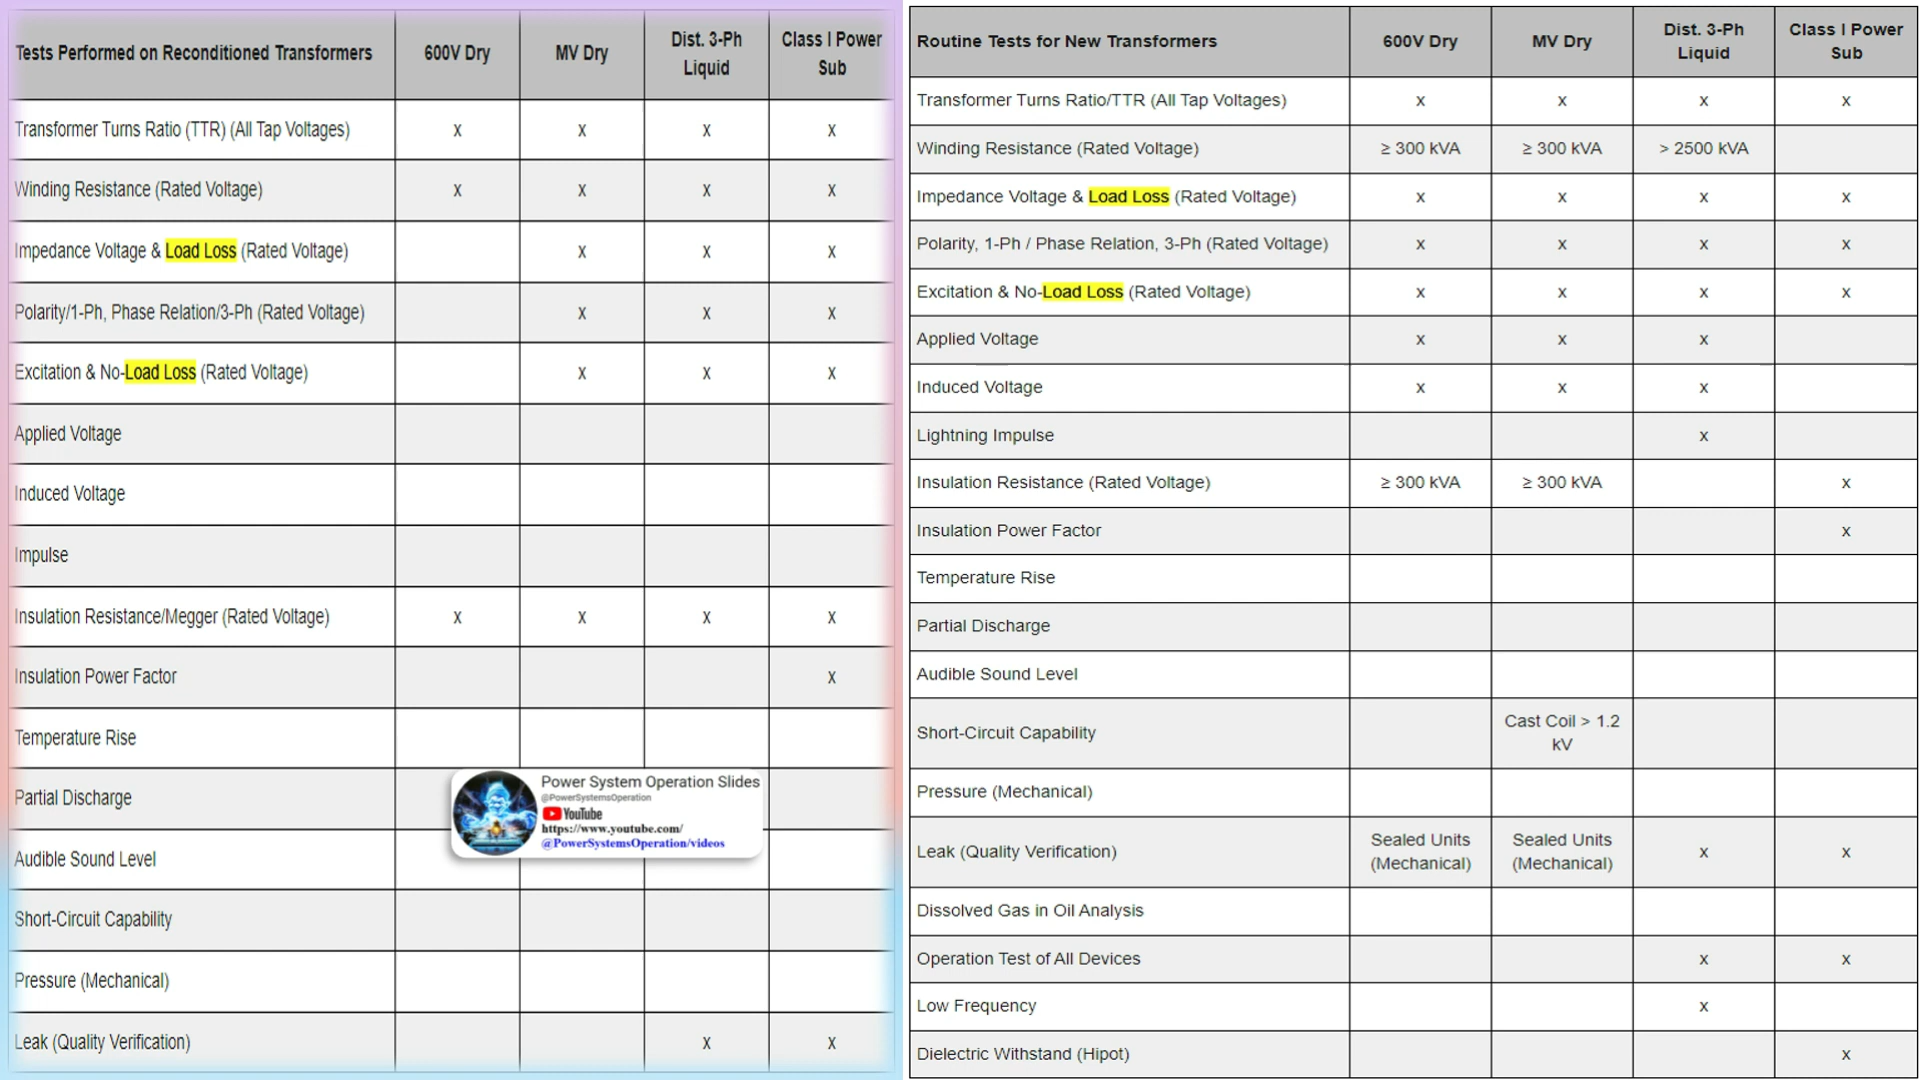 Tests Performed on Reconditioned Transformers 600V Dry MV Dry Dist. 3-Ph Liquid Class I Power Sub
Transformer Turns Ratio (TTR) (All Tap Voltages) x x x x
Winding Resistance (Rated Voltage) x x x x
Impedance Voltage & Load Loss (Rated Voltage) x x x
Polarity/1-Ph, Phase Relation/3-Ph (Rated Voltage) x x x
Excitation & No-Load Loss (Rated Voltage) x x x
Applied Voltage
Induced Voltage
Impulse
Insulation Resistance/Megger (Rated Voltage) x x x x
Insulation Power Factor x
Temperature Rise
Partial Discharge
Audible Sound Level
Short-Circuit Capability
Pressure (Mechanical)
Leak (Quality Verification) x x
Power System Operation Slides
@PowerSystemsOperation
YouTube
https://www.youtube.com/
@PowerSystemsOperation/videos
Routine Tests for New Transformers 600V Dry MV Dry Dist. 3-Ph Liquid Class I Power Sub
Transformer Turns Ratio/TTR (All Tap Voltages) x x x x
Winding Resistance (Rated Voltage) ≥ 300 kVA ≥ 300 kVA > 2500 kVA
Impedance Voltage & Load Loss (Rated Voltage) x x x x
Polarity, 1-Ph / Phase Relation, 3-Ph (Rated Voltage) x x x x
Excitation & No-Load Loss (Rated Voltage) x x x x
Applied Voltage x x x
Induced Voltage x x x
Lightning Impulse x
Insulation Resistance (Rated Voltage) ≥ 300 kVA ≥ 300 kVA x
Insulation Power Factor x
Temperature Rise
Partial Discharge
Audible Sound Level
Short-Circuit Capability Cast Coil > 1.2 kV
Pressure (Mechanical)
Leak (Quality Verification) Sealed Units (Mechanical) Sealed Units (Mechanical) x x
Dissolved Gas in Oil Analysis
Operation Test of All Devices x x
Low Frequency x
Dielectric Withstand (Hipot) x